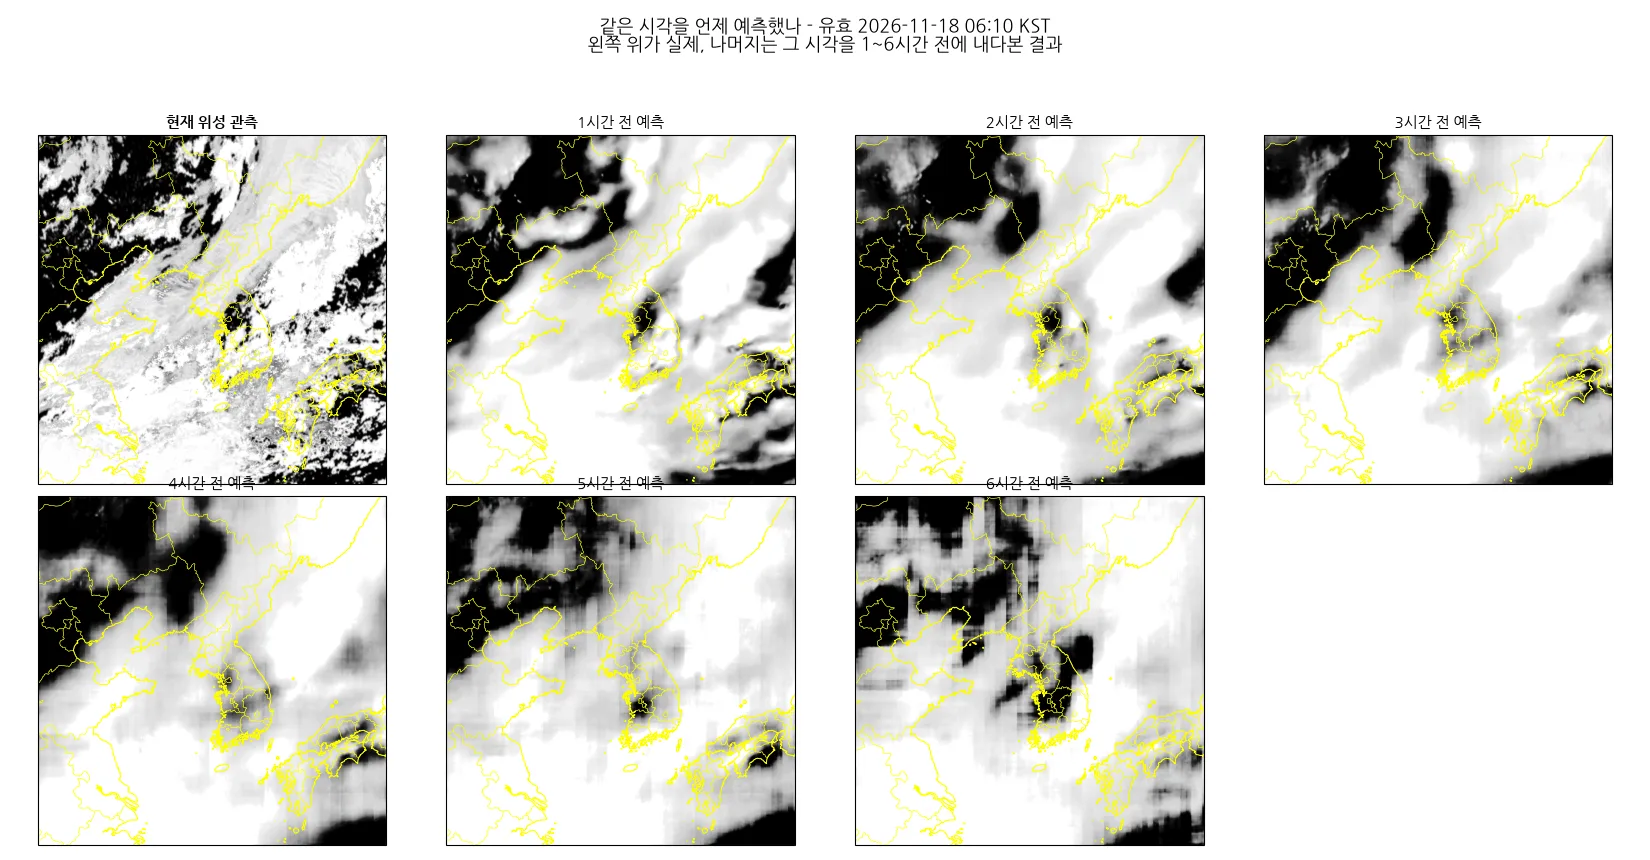 같은 시각을 언제 예측했나 - 유효 2026-11-18 06:10 KST
왼쪽 위가 실제, 나머지는 그 시각을 1~6시간 전에 내다본 결과
현재 위성 관측
1시간 전 예측
2시간 전 예측
3시간 전 예측
4시간 전 예측
5시간 전 예측
6시간 전 예측